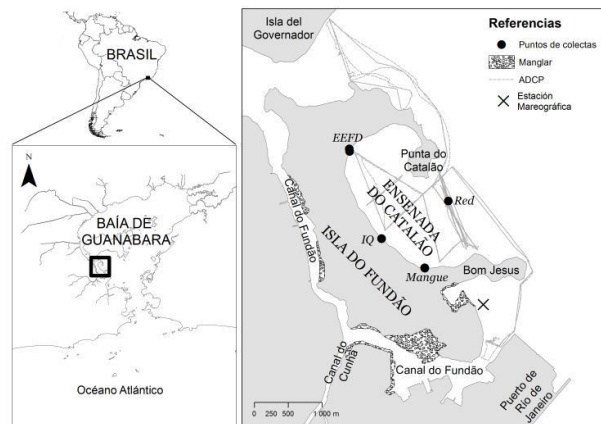 BRASIL
N
BAÍA DE
GUANABARA
Océano Atlántico
Isla del
Governador
Referencias
Puntos de colectas
Manglar
ADCP
Estación
Mareográfica
EEFD
Punta do
Catalão
ENSENADA
DO CATALÃO
Red
Canal do Fundão
ISLA DO FUNDÃO
IQ
Mangue
Bom Jesus
Canal do
Cunha
Canal do Fundão
Puerto de
Rio de
Janeiro
0 250 500 1 000 m